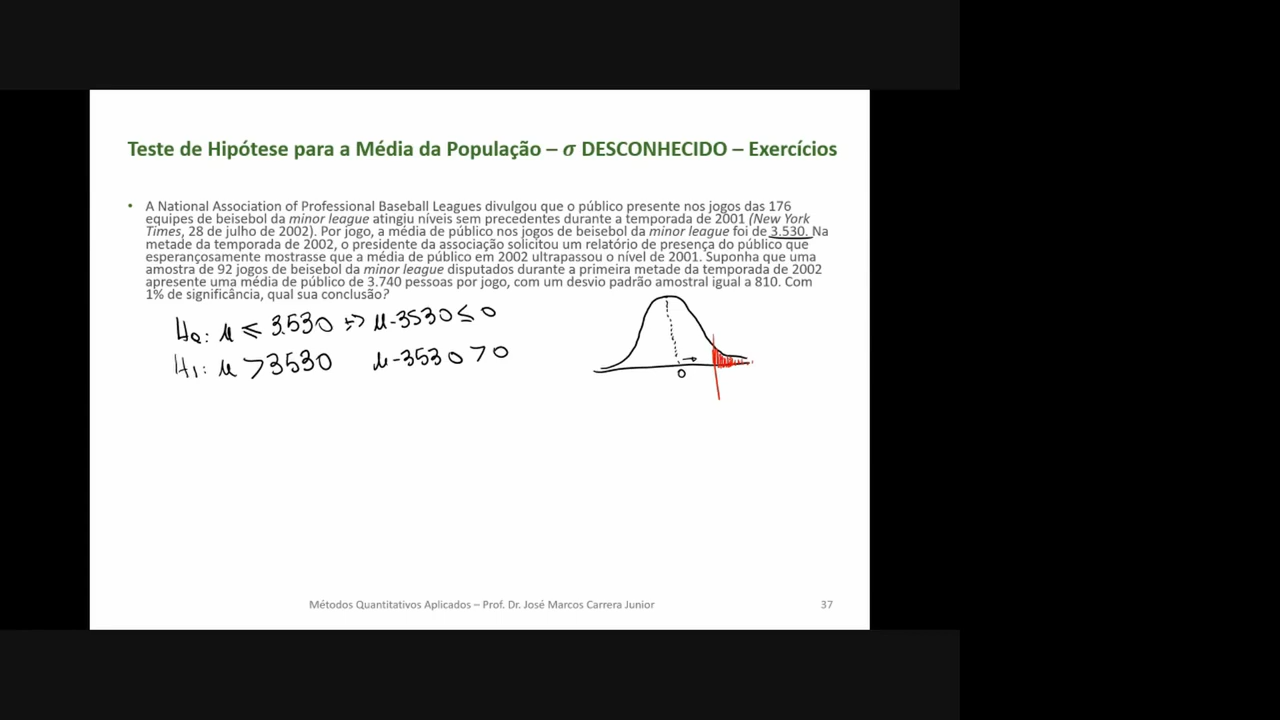 Teste de Hipótese para a Média da População – σ DESCONHECIDO – Exercícios
• A National Association of Professional Baseball Leagues divulgou que o público presente nos jogos das 176
equipes de beisebol da minor league atingiu níveis sem precedentes durante a temporada de 2001 (New York
Times, 28 de julho de 2002). Por jogo, a média de público nos jogos de beisebol da minor league foi de 3.530. Na
metade da temporada de 2002, o presidente da associação solicitou um relatório de presença do público que
esperançosamente mostrasse que a média de público em 2002 ultrapassou o nível de 2001. Suponha que uma
amostra de 92 jogos de beisebol da minor league disputados durante a primeira metade da temporada de 2002
apresente uma média de público de 3.740 pessoas por jogo, com um desvio padrão amostral igual a 810. Com
1% de significância, qual sua conclusão?
H₀: μ ≤ 3.530 => μ-3530 ≤ 0
H₁: μ > 3530 μ-3530 > 0
0
Métodos Quantitativos Aplicados – Prof. Dr. José Marcos Carrera Junior
37